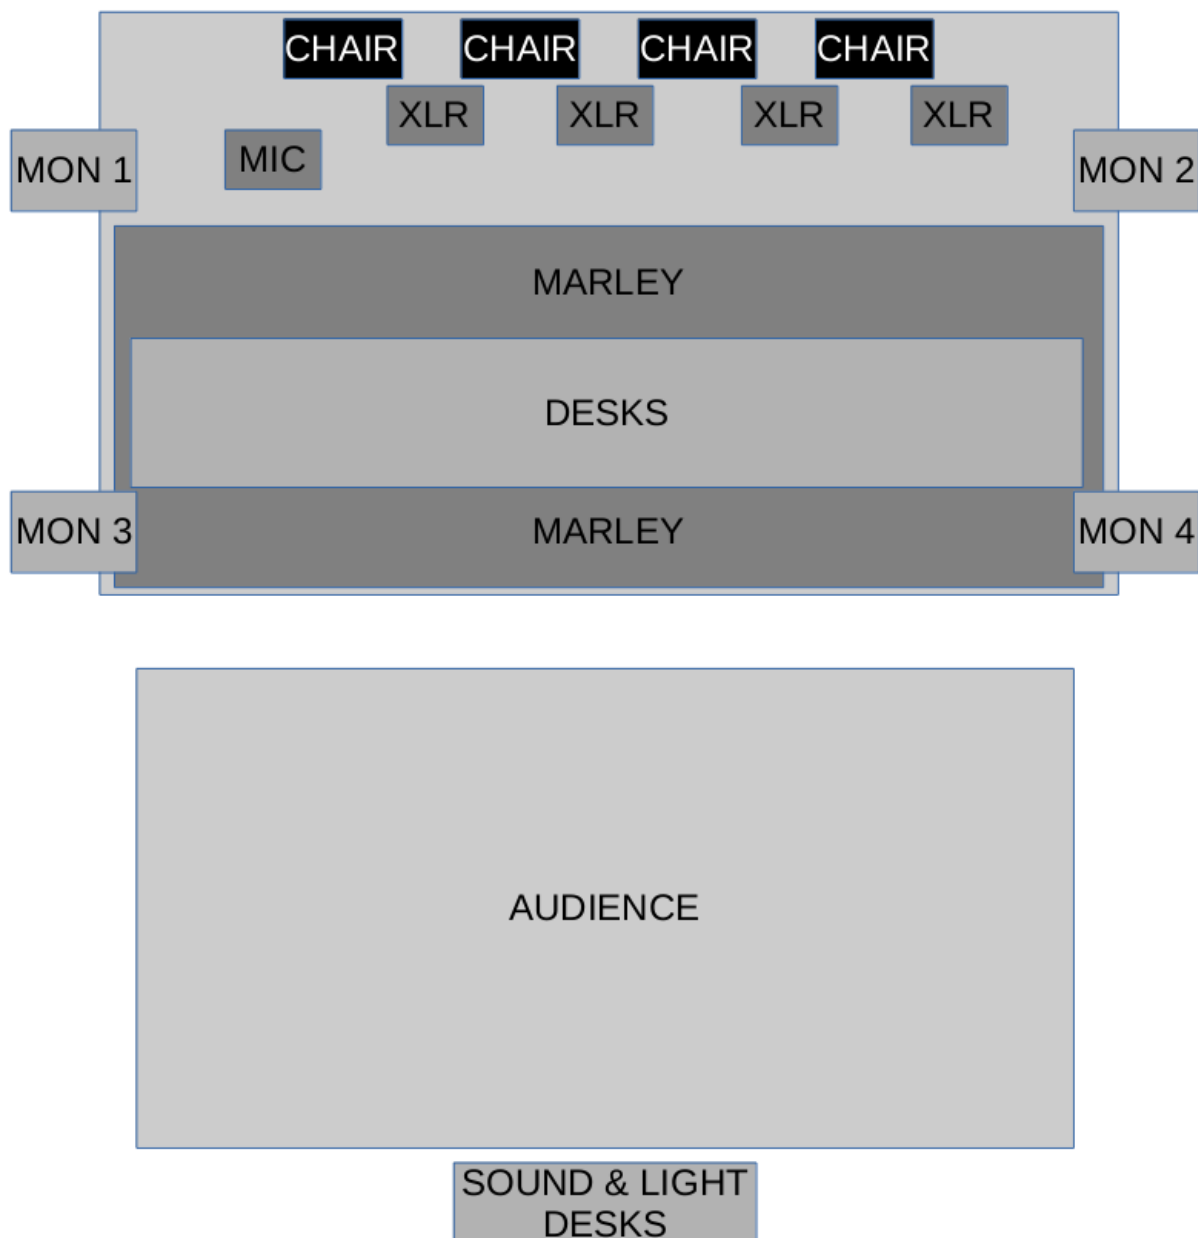 CHAIR CHAIR CHAIR CHAIR
XLR XLR XLR XLR
MON 1 MIC MON 2
MARLEY
DESKS
MON 3 MARLEY MON 4
AUDIENCE
SOUND & LIGHT
DESKS